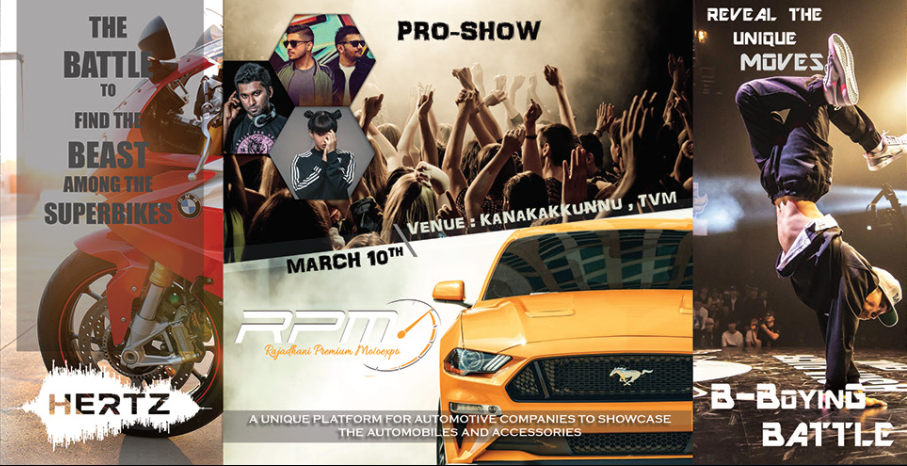 THE
BATTLE
TO
FIND THE
BEAST
AMONG THE
SUPERBIKES
HERTZ
PRO-SHOW
VENUE : KANAKAKKUNNU , TVM
MARCH 10TH
RPM
Rajadhani Premium Motoexpo
A UNIQUE PLATFORM FOR AUTOMOTIVE COMPANIES TO SHOWCASE
THE AUTOMOBILES AND ACCESSORIES
REVEAL THE
UNIQUE
MOVES
B-BOYING
BATTLE